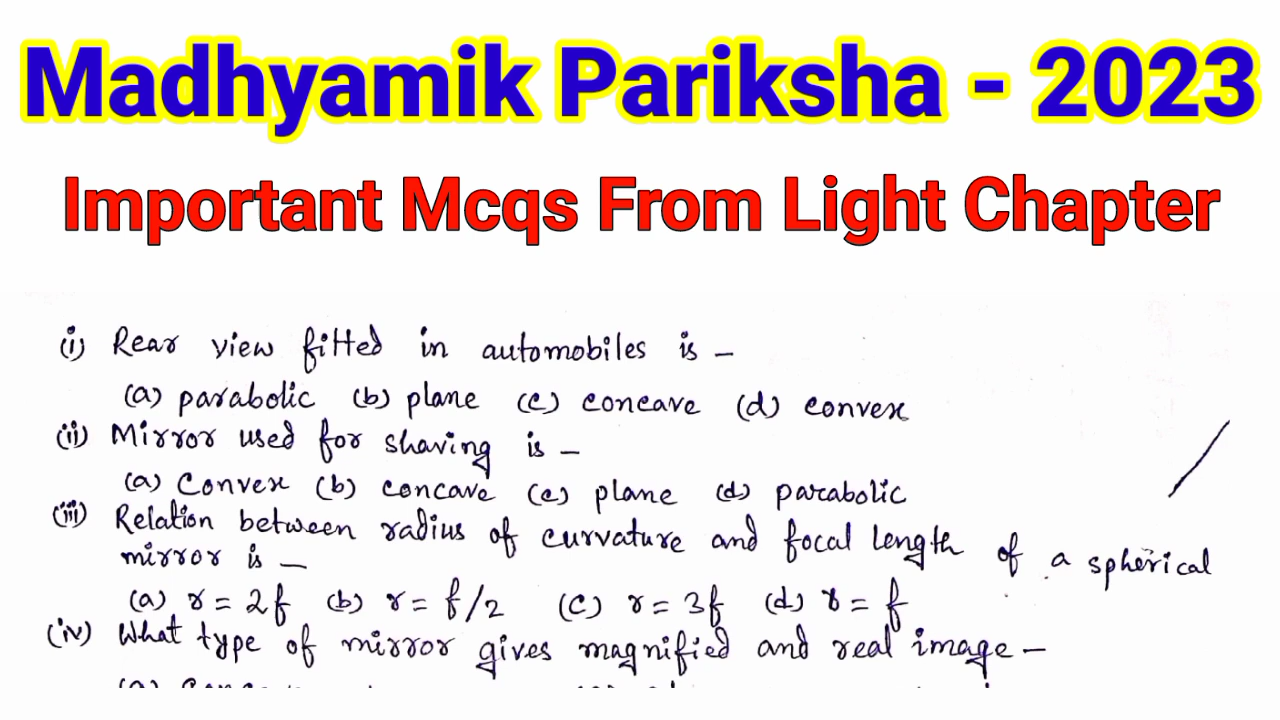 Madhyamik Pariksha - 2023
Important Mcqs From Light Chapter
(i) Rear view fitted in automobiles is -
(a) parabolic (b) plane (c) concave (d) convex
(ii) Mirror used for shaving is -
(a) Convex (b) concave (c) plane (d) parabolic
(iii) Relation between radius of curvature and focal length of a spherical
mirror is -
(a) r = 2f (b) r = f/2 (c) r = 3f (d) r = f
(iv) What type of mirror gives magnified and real image -